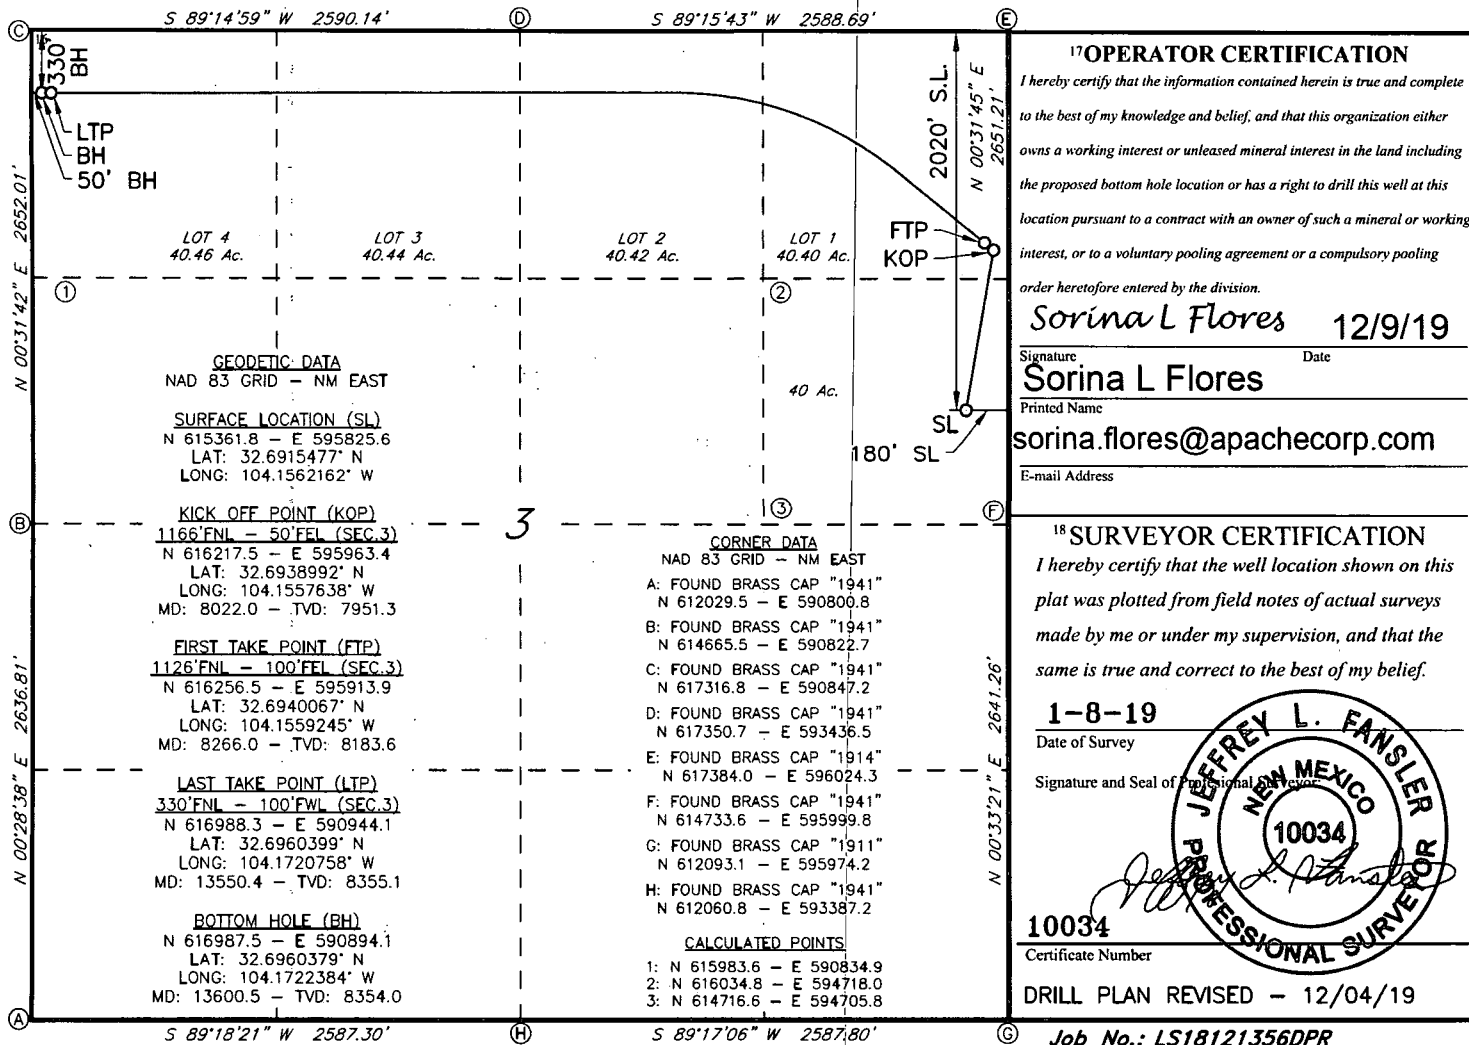 S 89°14'59" W 2590.14'
S 89°15'43" W 2588.69'
C
D
E
330'
BH
LTP
BH
50' BH
2020' S.L.
N 00°31'45" E
2651.21'
N 00°31'42" E 2652.01'
FTP
KOP
LOT 4
40.46 Ac.
LOT 3
40.44 Ac.
LOT 2
40.42 Ac.
LOT 1
40.40 Ac.
1
2
40 Ac.
SL
180' SL
B
3
3
F
GEODETIC DATA
NAD 83 GRID – NM EAST
SURFACE LOCATION (SL)
N 615361.8 – E 595825.6
LAT: 32.6915477° N
LONG: 104.1562162° W
KICK OFF POINT (KOP)
1166'FNL – 50'FEL (SEC.3)
N 616217.5 – E 595963.4
LAT: 32.6938992° N
LONG: 104.1557638° W
MD: 8022.0 – TVD: 7951.3
FIRST TAKE POINT (FTP)
1126'FNL – 100'FEL (SEC.3)
N 616256.5 – E 595913.9
LAT: 32.6940067° N
LONG: 104.1559245° W
MD: 8266.0 – TVD: 8183.6
LAST TAKE POINT (LTP)
330'FNL – 100'FWL (SEC.3)
N 616988.3 – E 590944.1
LAT: 32.6960399° N
LONG: 104.1720758° W
MD: 13550.4 – TVD: 8355.1
BOTTOM HOLE (BH)
N 616987.5 – E 590894.1
LAT: 32.6960379° N
LONG: 104.1722384° W
MD: 13600.5 – TVD: 8354.0
CORNER DATA
NAD 83 GRID – NM EAST
A: FOUND BRASS CAP "1941"
N 612029.5 – E 590800.8
B: FOUND BRASS CAP "1941"
N 614665.5 – E 590822.7
C: FOUND BRASS CAP "1941"
N 617316.8 – E 590847.2
D: FOUND BRASS CAP "1941"
N 617350.7 – E 593436.5
E: FOUND BRASS CAP "1914"
N 617384.0 – E 596024.3
F: FOUND BRASS CAP "1941"
N 614733.6 – E 595999.8
G: FOUND BRASS CAP "1911"
N 612093.1 – E 595974.2
H: FOUND BRASS CAP "1941"
N 612060.8 – E 593387.2
CALCULATED POINTS
1: N 615983.6 – E 590834.9
2: N 616034.8 – E 594718.0
3: N 614716.6 – E 594705.8
N 00°28'38" E 2636.81'
N 00°33'21" E 2641.26'
A
H
G
S 89°18'21" W 2587.30'
S 89°17'06" W 2587.80'
17 OPERATOR CERTIFICATION
I hereby certify that the information contained herein is true and complete
to the best of my knowledge and belief, and that this organization either
owns a working interest or unleased mineral interest in the land including
the proposed bottom hole location or has a right to drill this well at this
location pursuant to a contract with an owner of such a mineral or working
interest, or to a voluntary pooling agreement or a compulsory pooling
order heretofore entered by the division.
Sorina L Flores 12/9/19
Signature Date
Sorina L Flores
Printed Name
sorina.flores@apachecorp.com
E-mail Address
18 SURVEYOR CERTIFICATION
I hereby certify that the well location shown on this
plat was plotted from field notes of actual surveys
made by me or under my supervision, and that the
same is true and correct to the best of my belief.
1-8-19
Date of Survey
Signature and Seal of Professional Surveyor:
JEFFREY L. FANSLER
NEW MEXICO
10034
PROFESSIONAL SURVEYOR
Jeffrey L. Fansler
10034
Certificate Number
DRILL PLAN REVISED – 12/04/19
Job No.: LS18121356DPR